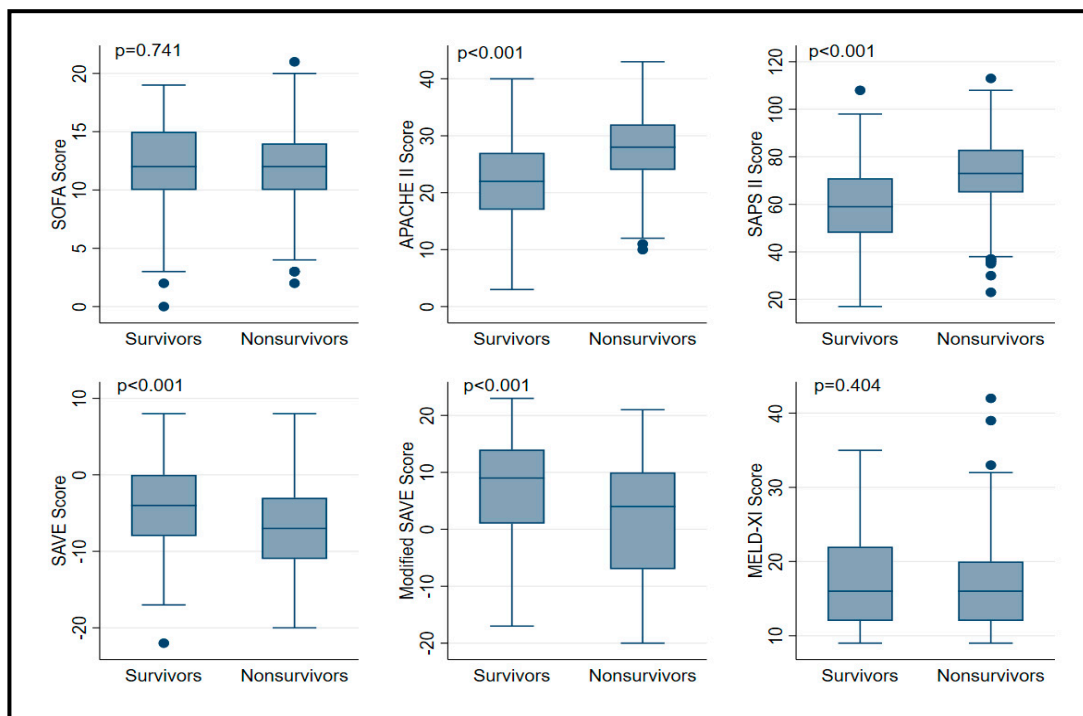 p=0.741
SOFA Score
20
15
10
5
0
Survivors Nonsurvivors
p<0.001
APACHE II Score
40
30
20
10
0
Survivors Nonsurvivors
p<0.001
SAPS II Score
120
100
80
60
40
20
Survivors Nonsurvivors
p<0.001
SAVE Score
10
0
-10
-20
Survivors Nonsurvivors
p<0.001
Modified SAVE Score
20
10
0
-10
-20
Survivors Nonsurvivors
p=0.404
MELD-XI Score
40
30
20
10
Survivors Nonsurvivors